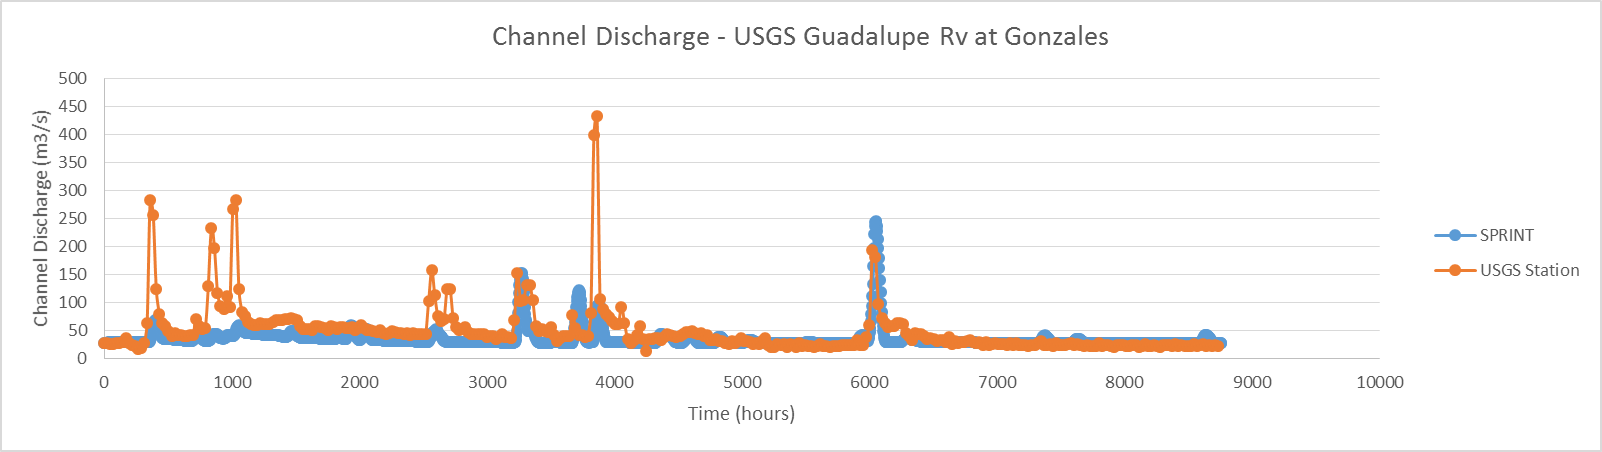 Channel Discharge - USGS Guadalupe Rv at Gonzales
Channel Discharge (m3/s)
500
450
400
350
300
250
200
150
100
50
0
0 1000 2000 3000 4000 5000 6000 7000 8000 9000 10000
Time (hours)
SPRINT
USGS Station